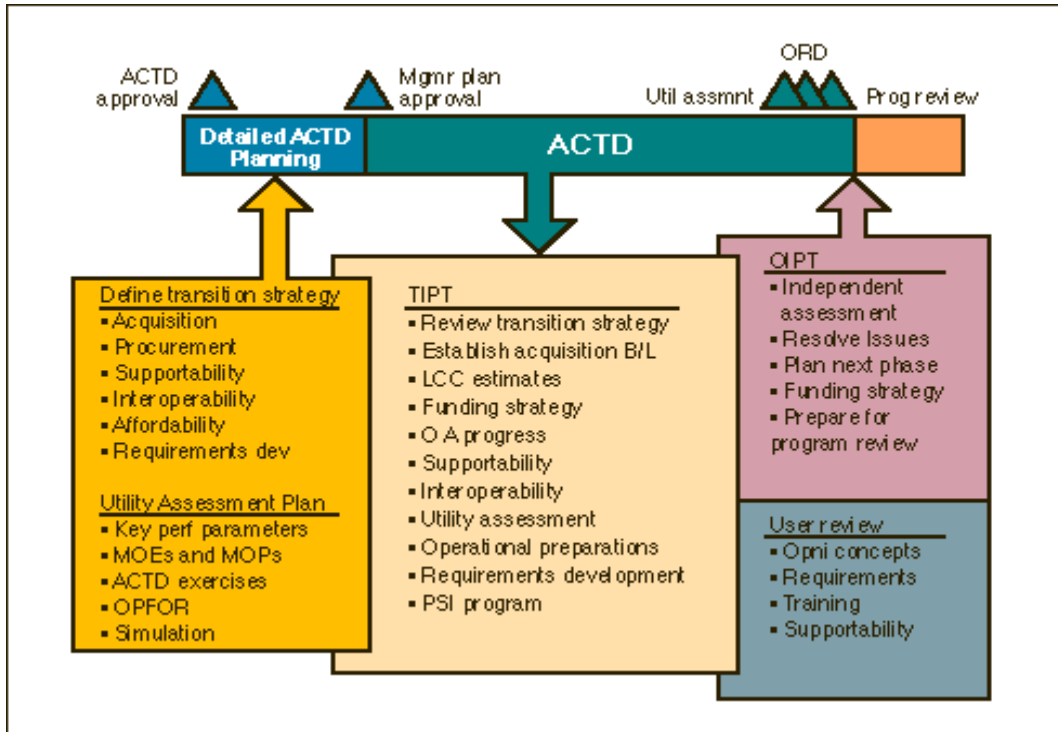 ORD
ACTD
approval
Mgmr plan
approval
Util assmnt
Prog review
Detailed ACTD
Planning
ACTD
Define transition strategy
▪ Acquisition
▪ Procurement
▪ Supportability
▪ Interoperability
▪ Affordability
▪ Requirements dev
Utility Assessment Plan
▪ Key perf parameters
▪ MOEs and MOPs
▪ ACTD exercises
▪ OPFOR
▪ Simulation
TIPT
▪ Review transition strategy
▪ Establish acquisition B/L
▪ LCC estimates
▪ Funding strategy
▪ O A progress
▪ Supportability
▪ Interoperability
▪ Utility assessment
▪ Operational preparations
▪ Requirements development
▪ PSI program
OIPT
▪ Independent
assessment
▪ Resolve Issues
▪ Plan next phase
▪ Funding strategy
▪ Prepare for
program review
User review
▪ Opni concepts
▪ Requirements
▪ Training
▪ Supportability